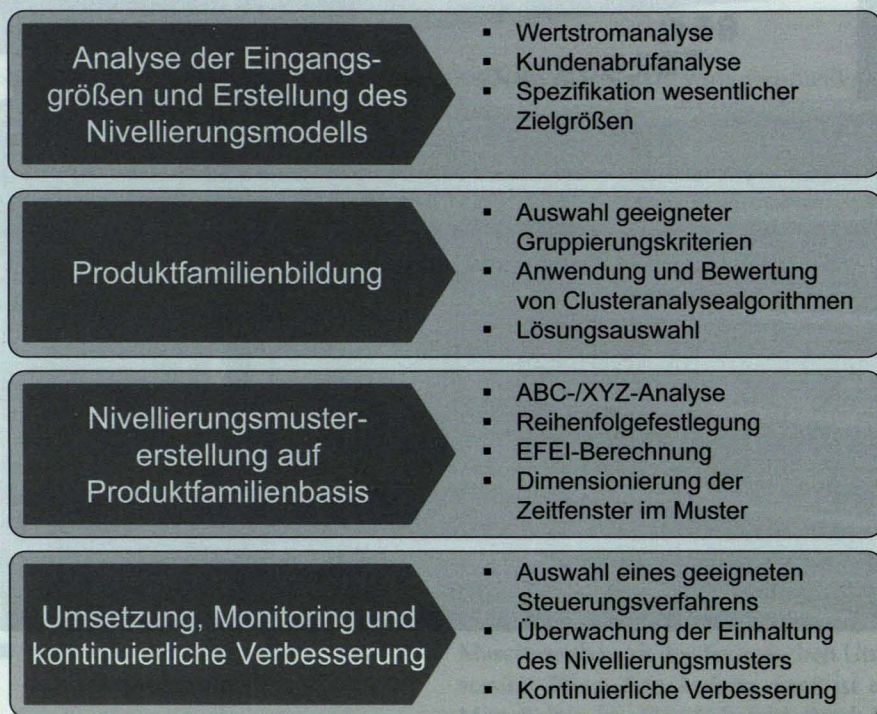 Analyse der Eingangs-
größen und Erstellung des
Nivellierungsmodells
▪ Wertstromanalyse
▪ Kundenabrufanalyse
▪ Spezifikation wesentlicher
Zielgrößen
Produktfamilienbildung
▪ Auswahl geeigneter
Gruppierungskriterien
▪ Anwendung und Bewertung
von Clusteranalysealgorithmen
▪ Lösungsauswahl
Nivellierungsmuster-
erstellung auf
Produktfamilienbasis
▪ ABC-/XYZ-Analyse
▪ Reihenfolgefestlegung
▪ EFEI-Berechnung
▪ Dimensionierung der
Zeitfenster im Muster
Umsetzung, Monitoring und
kontinuierliche Verbesserung
▪ Auswahl eines geeigneten
Steuerungsverfahrens
▪ Überwachung der Einhaltung
des Nivellierungsmusters
▪ Kontinuierliche Verbesserung